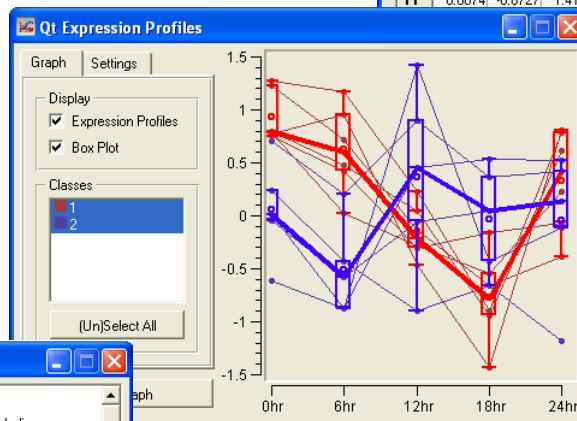 Qt Expression Profiles
Graph Settings
Display
Expression Profiles
Box Plot
Classes
1
2
(Un)Select All
1.5
1
0.5
0
-0.5
-1
-1.5
0hr 6hr 12hr 18hr 24hr